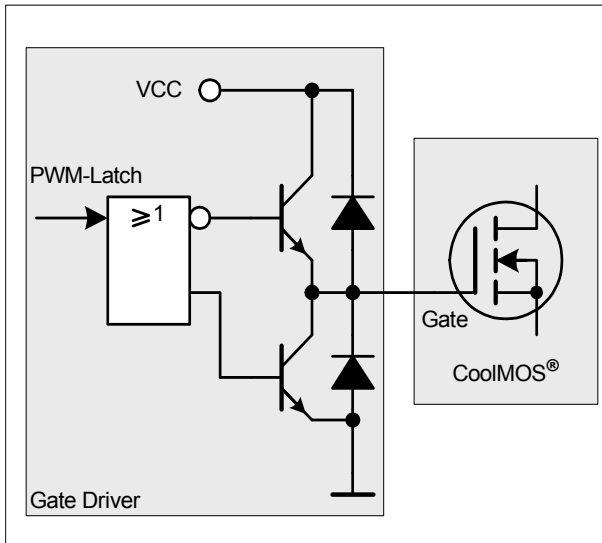 VCC
PWM-Latch
≥1
Gate
CoolMOS®
Gate Driver